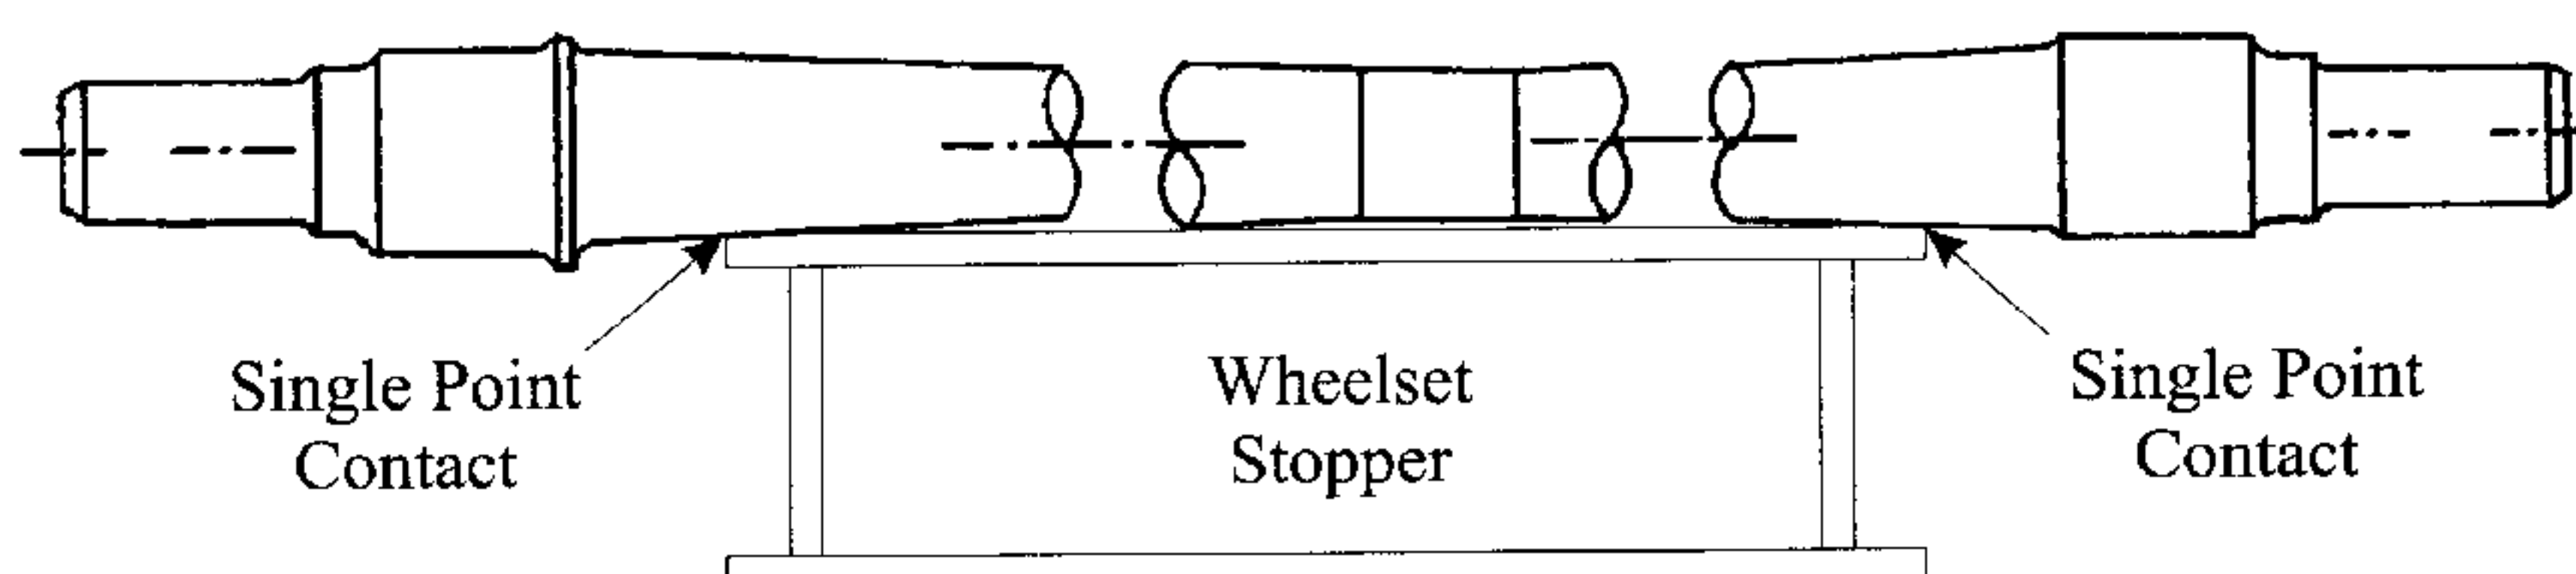 Single Point
Contact
Wheelset
Stopper
Single Point
Contact